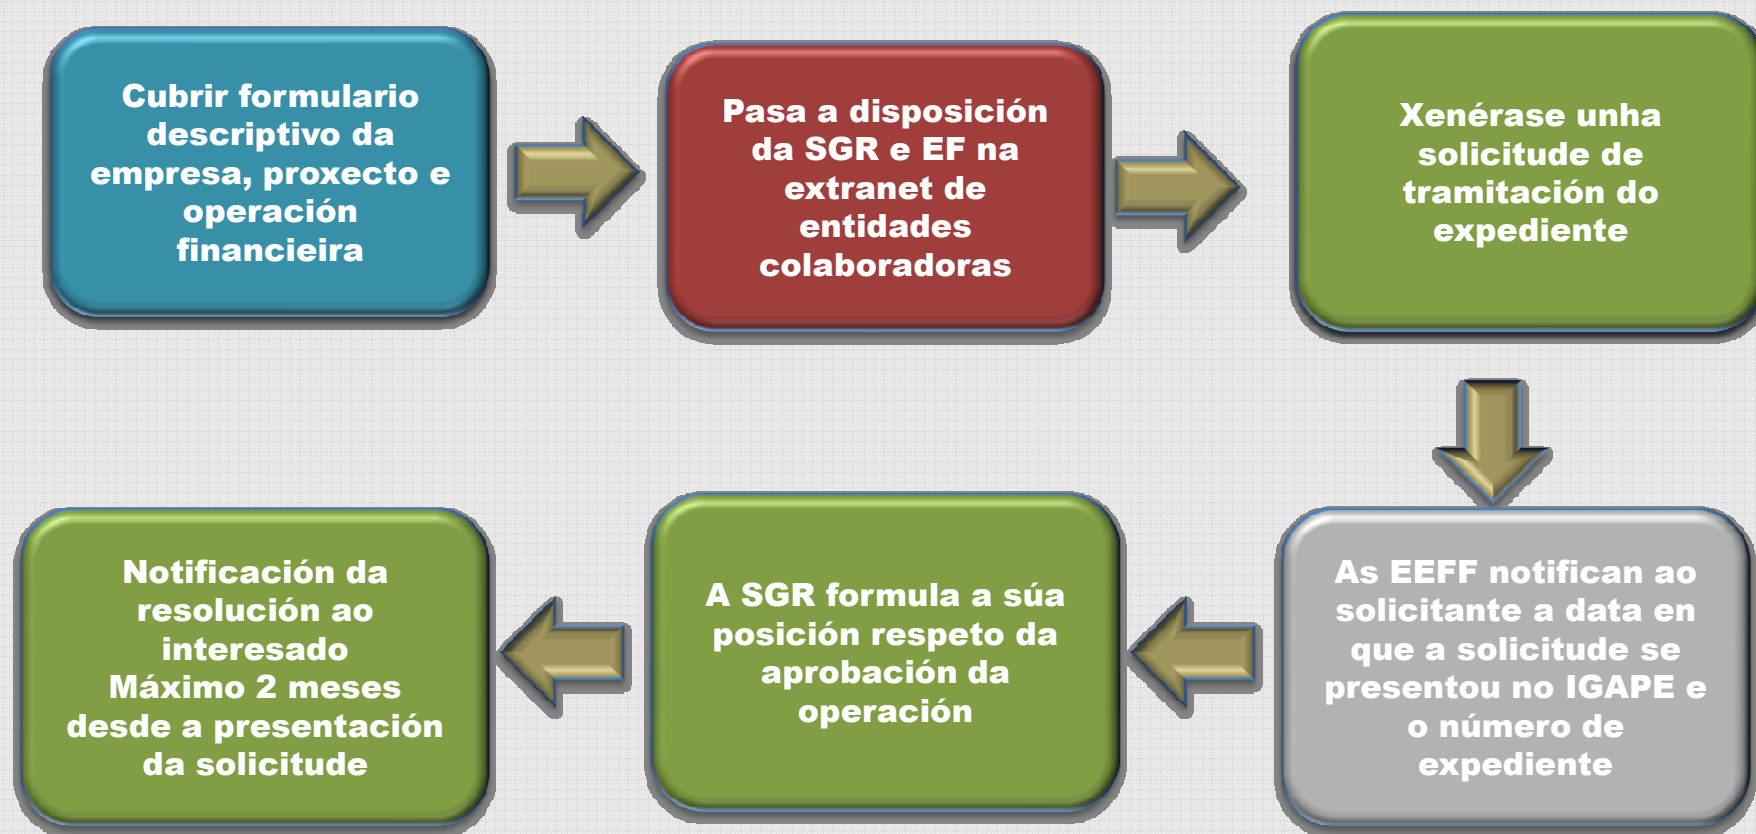 Cubrir formulario
descriptivo da
empresa, proxecto e
operación
financieira
Pasa a disposición
da SGR e EF na
extranet de
entidades
colaboradoras
Xenérase unha
solicitude de
tramitación do
expediente
As EEFF notifican ao
solicitante a data en
que a solicitude se
presentou no IGAPE e
o número de
expediente
A SGR formula a súa
posición respeto da
aprobación da
operación
Notificación da
resolución ao
interesado
Máximo 2 meses
desde a presentación
da solicitude